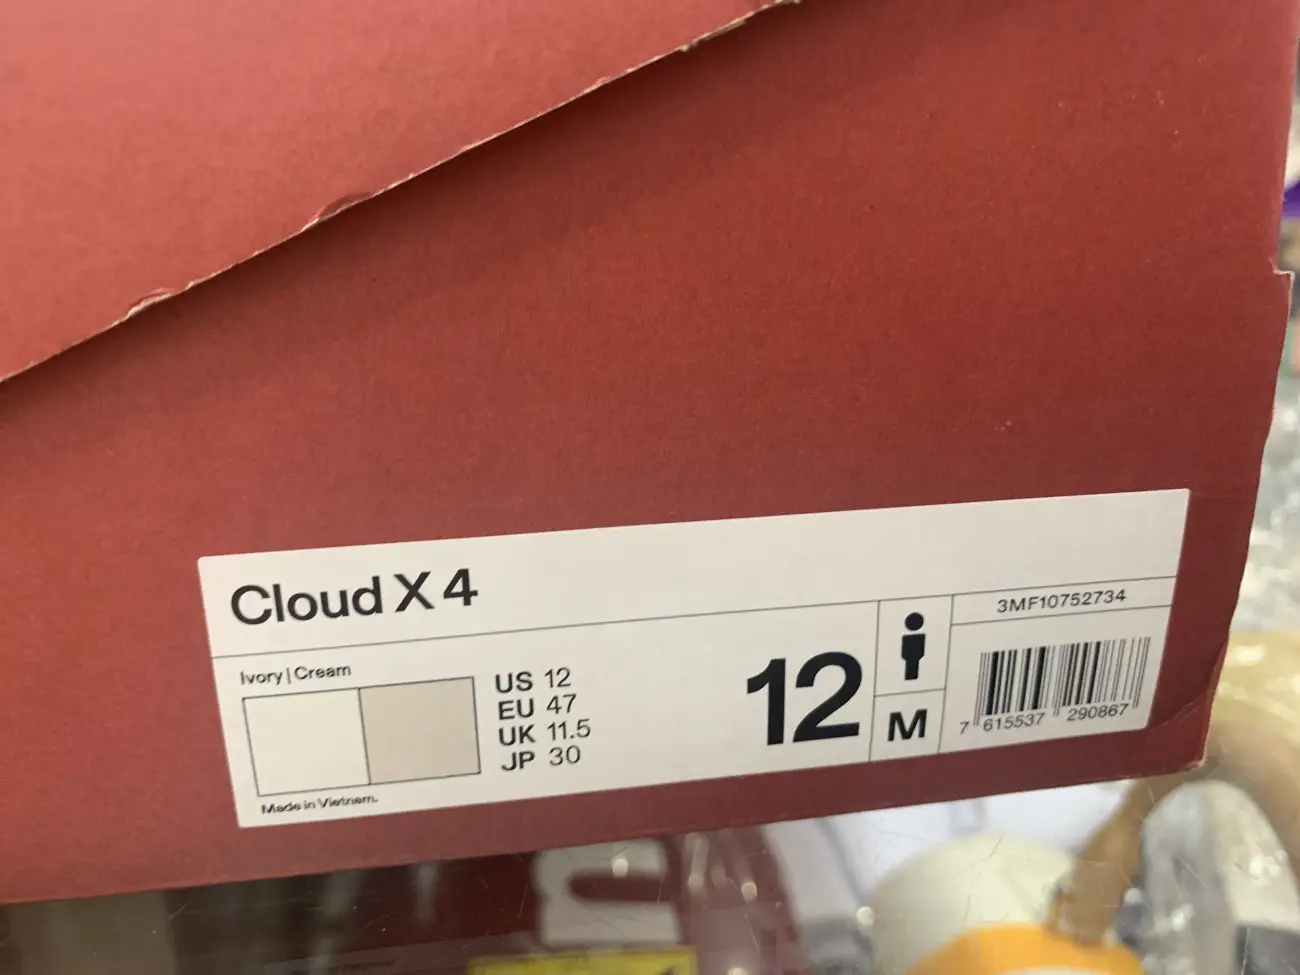 Cloud X 4
3MF10752734
Ivory | Cream
US 12
EU 47
UK 11.5
JP 30
12
M
7 615537 290867
Made in Vietnam.